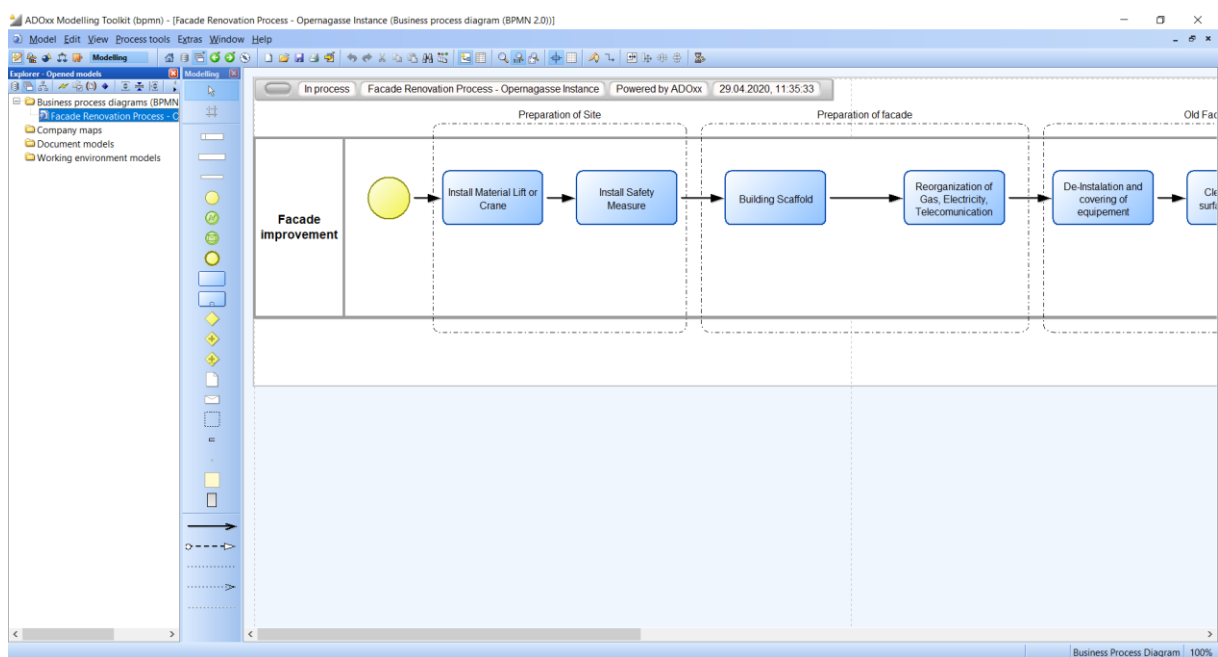 ADOxx Modelling Toolkit (bpmn) - [Facade Renovation Process - Opernagasse Instance (Business process diagram (BPMN 2.0))]
Model Edit View Process tools Extras Window Help
Modelling
Explorer - Opened models
Modelling
Business process diagrams (BPMN
Facade Renovation Process - O
Company maps
Document models
Working environment models
In process Facade Renovation Process - Opernagasse Instance Powered by ADOxx 29.04.2020, 11:35:33
Preparation of Site
Preparation of facade
Old Fac
Facade
improvement
Install Material Lift or
Crane
Install Safety
Measure
Building Scaffold
Reorganization of
Gas, Electricity,
Telecomunication
De-Instalation and
covering of
equipement
Cle
surfa
Business Process Diagram 100%